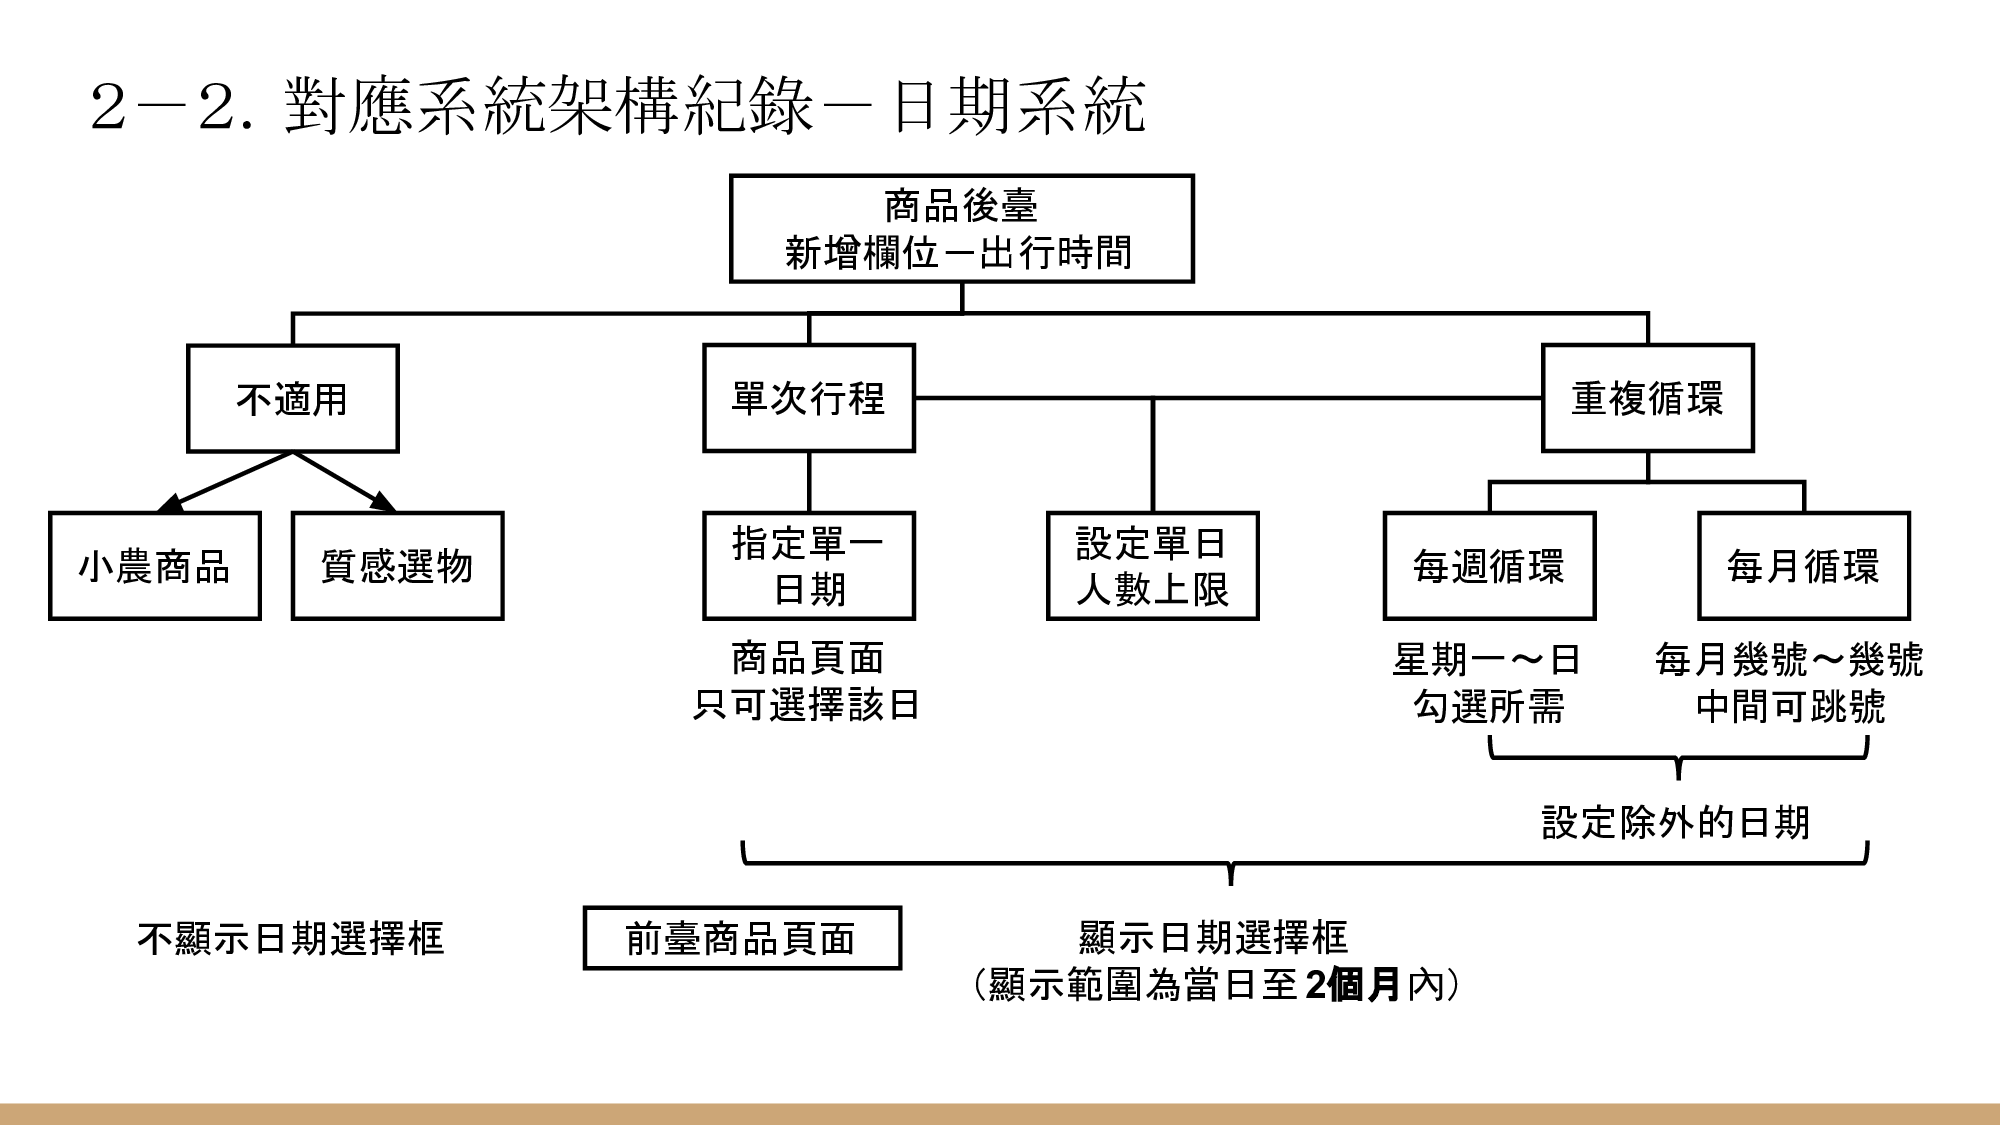 2－2. 對應系統架構紀錄－日期系統
商品後臺
新增欄位－出行時間
不適用
單次行程
重複循環
小農商品
質感選物
指定單一
日期
設定單日
人數上限
每週循環
每月循環
商品頁面
只可選擇該日
星期一～日
勾選所需
每月幾號～幾號
中間可跳號
設定除外的日期
不顯示日期選擇框
前臺商品頁面
顯示日期選擇框
（顯示範圍為當日至2個月內）